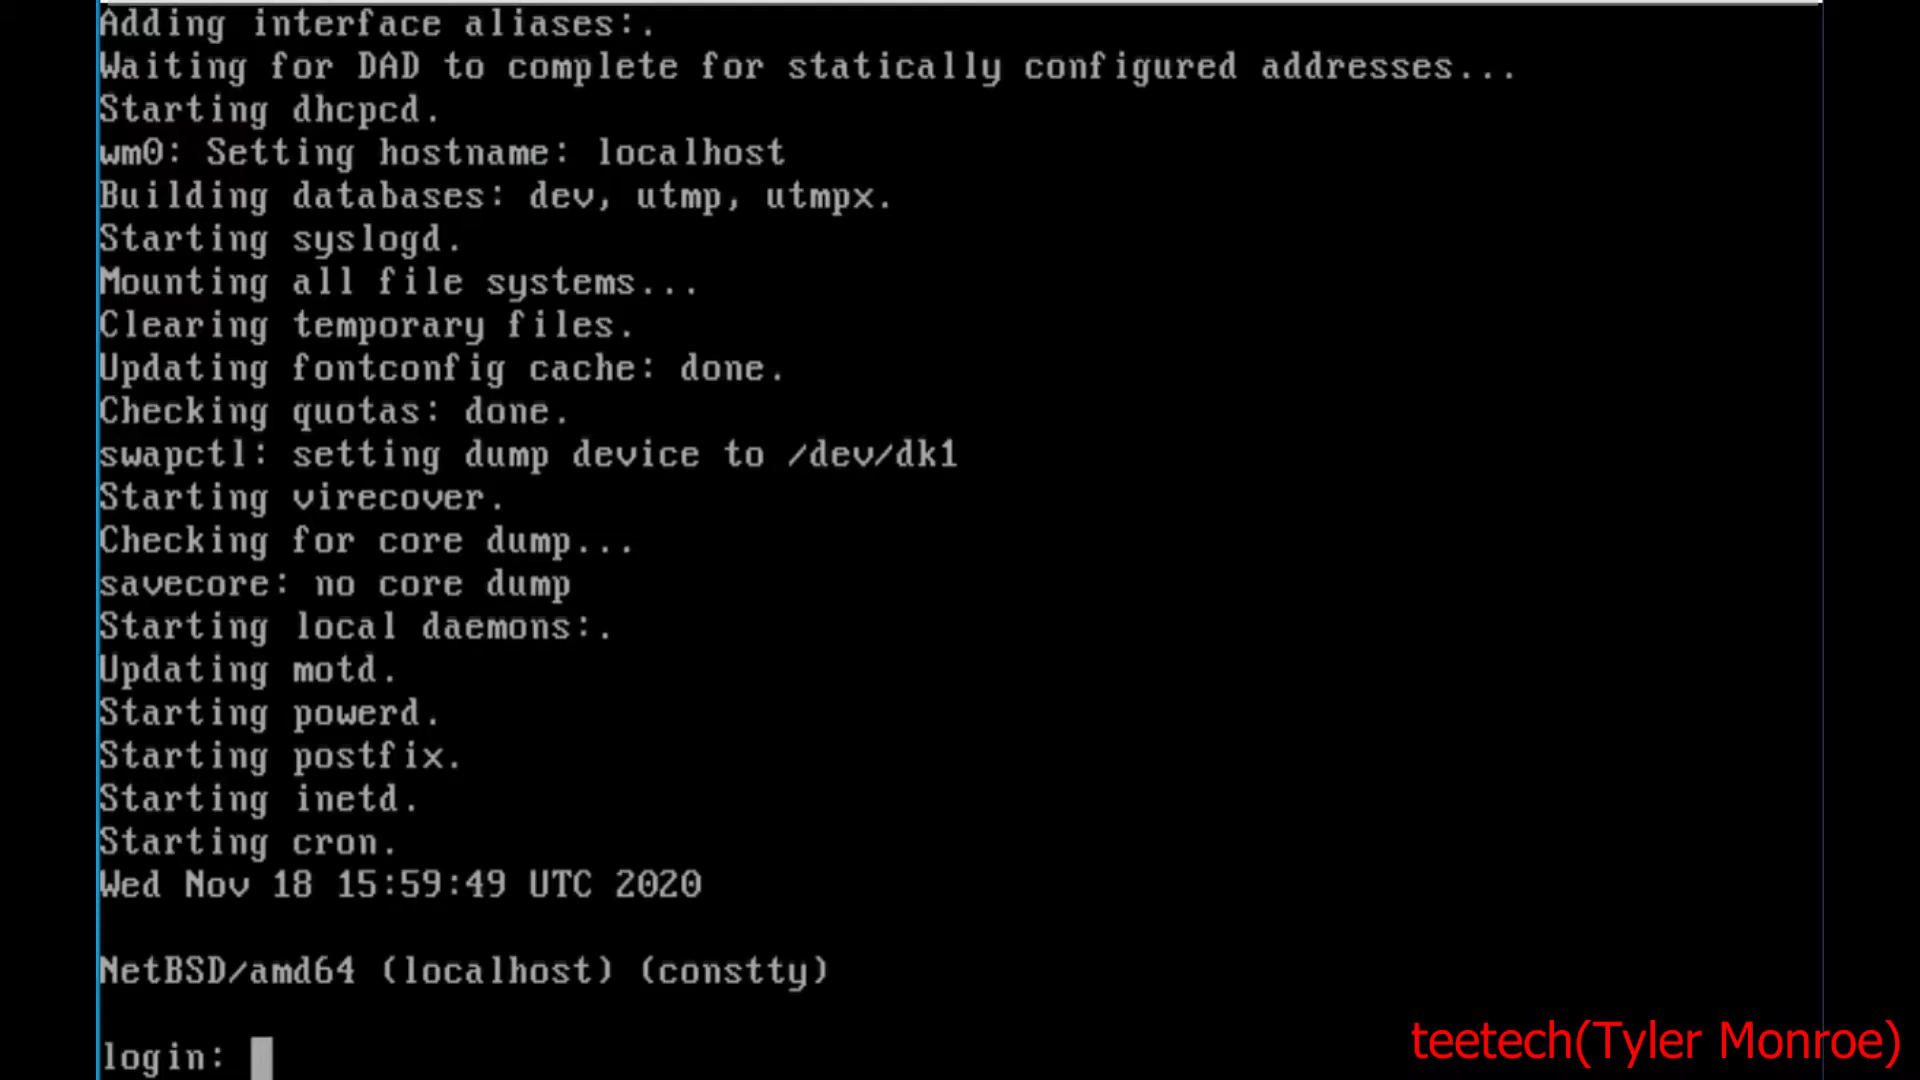 Adding interface aliases:.
Waiting for DAD to complete for statically configured addresses...
Starting dhcpcd.
wm0: Setting hostname: localhost
Building databases: dev, utmp, utmpx.
Starting syslogd.
Mounting all file systems...
Clearing temporary files.
Updating fontconfig cache: done.
Checking quotas: done.
swapctl: setting dump device to /dev/dk1
Starting virecover.
Checking for core dump...
savecore: no core dump
Starting local daemons:.
Updating motd.
Starting powerd.
Starting postfix.
Starting inetd.
Starting cron.
Wed Nov 18 15:59:49 UTC 2020
NetBSD/amd64 (localhost) (constty)
login:
teetech(Tyler Monroe)